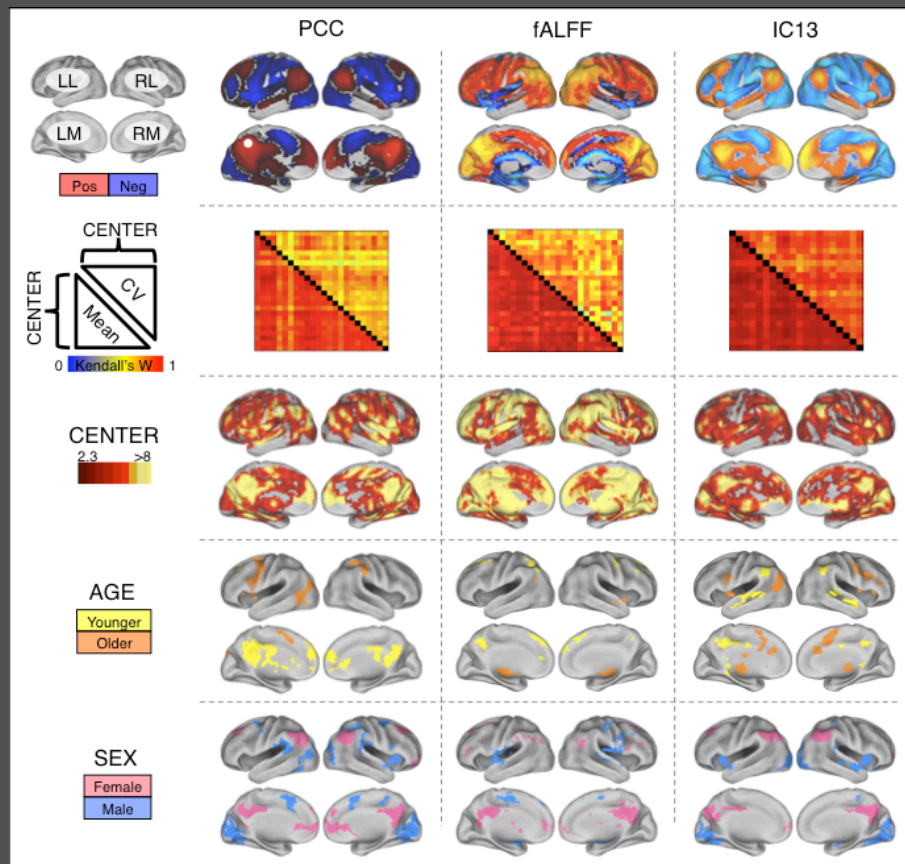 PCC fALFF IC13
LL RL
LM RM
Pos Neg
CENTER
CENTER
CV
Mean
0 Kendall's W 1
CENTER
2.3 >8
AGE
Younger
Older
SEX
Female
Male